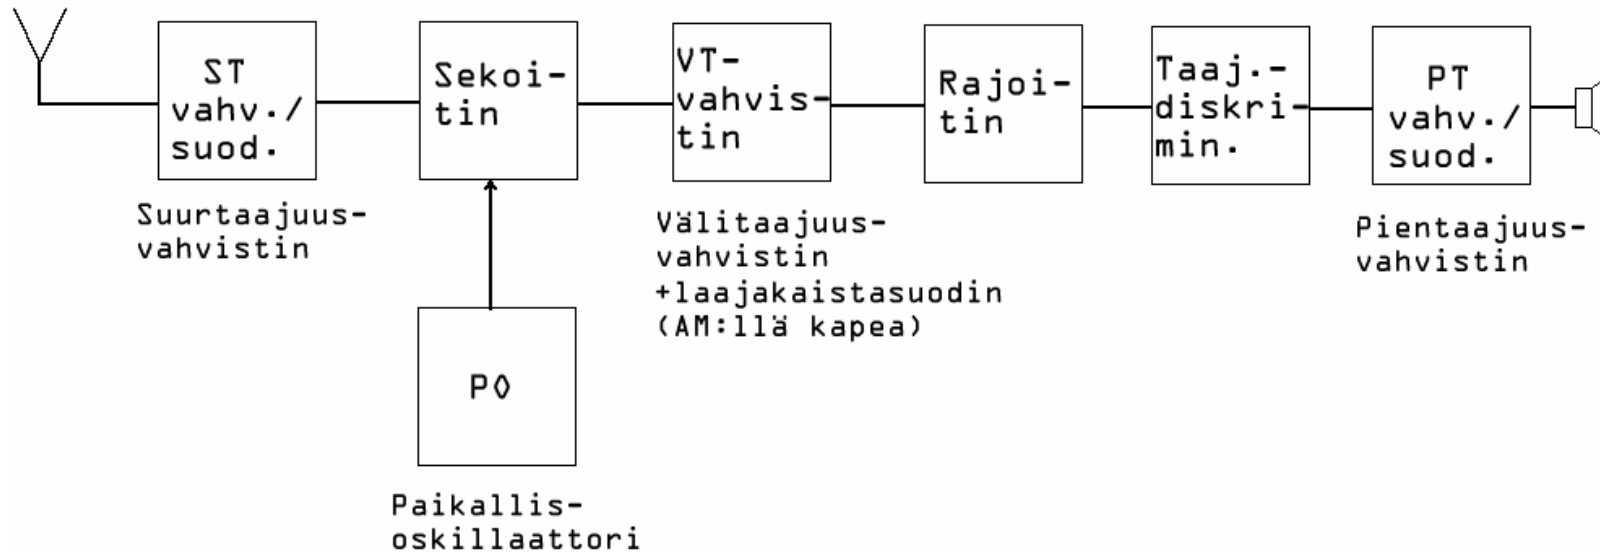 ST
vahv./
suod.
Suurtaajuus-
vahvistin
Sekoi-
tin
PO
Paikallis-
oskillaattori
VT-
vahvis-
tin
Välitaajuus-
vahvistin
+laajakaistasuodin
(AM:llä kapea)
Rajoi-
tin
Taaj.-
diskri-
min.
PT
vahv./
suod.
Pientaajuus-
vahvistin